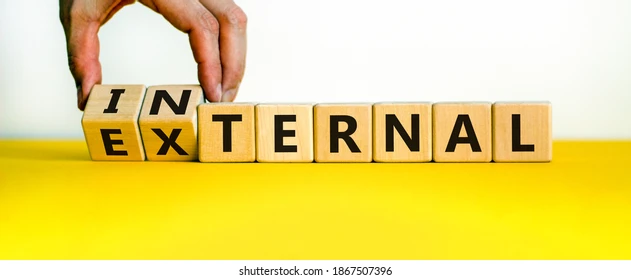 IN
EXTERNAL
shutterstock.com · 1867507396